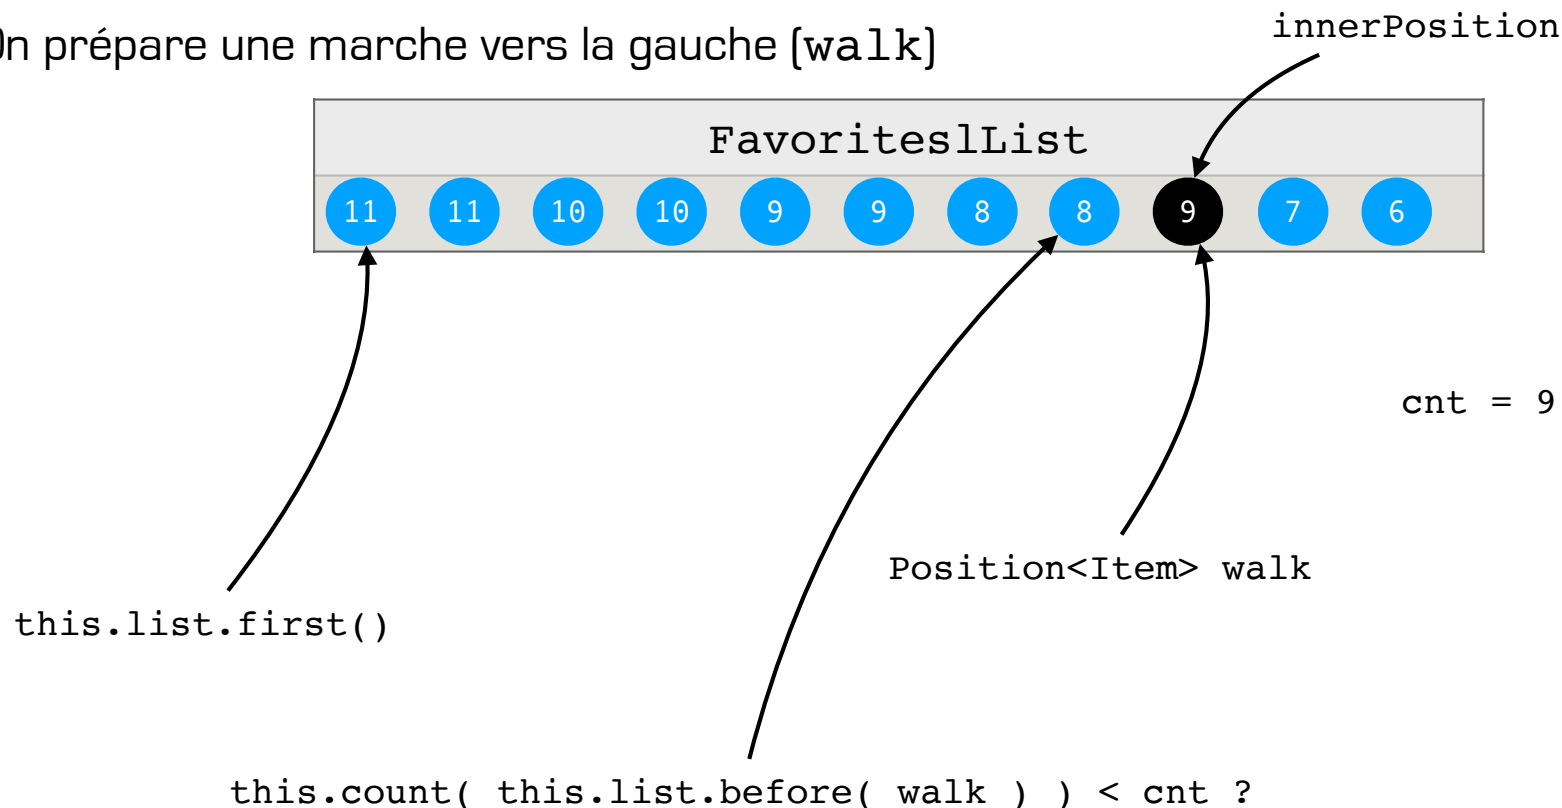 On prépare une marche vers la gauche (walk)
innerPosition
FavoriteslList
11 11 10 10 9 9 8 8 9 7 6
cnt = 9
Position<Item> walk
this.list.first()
this.count( this.list.before( walk ) ) < cnt ?